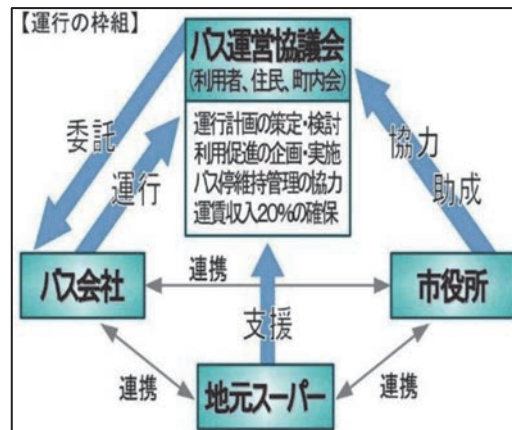 【運行の枠組】
バス運営協議会
(利用者、住民、町内会)
運行計画の策定・検討
利用促進の企画・実施
バス停維持管理の協力
運賃収入20%の確保
委託
運行
協力
助成
バス会社
連携
市役所
支援
連携
地元スーパー
連携